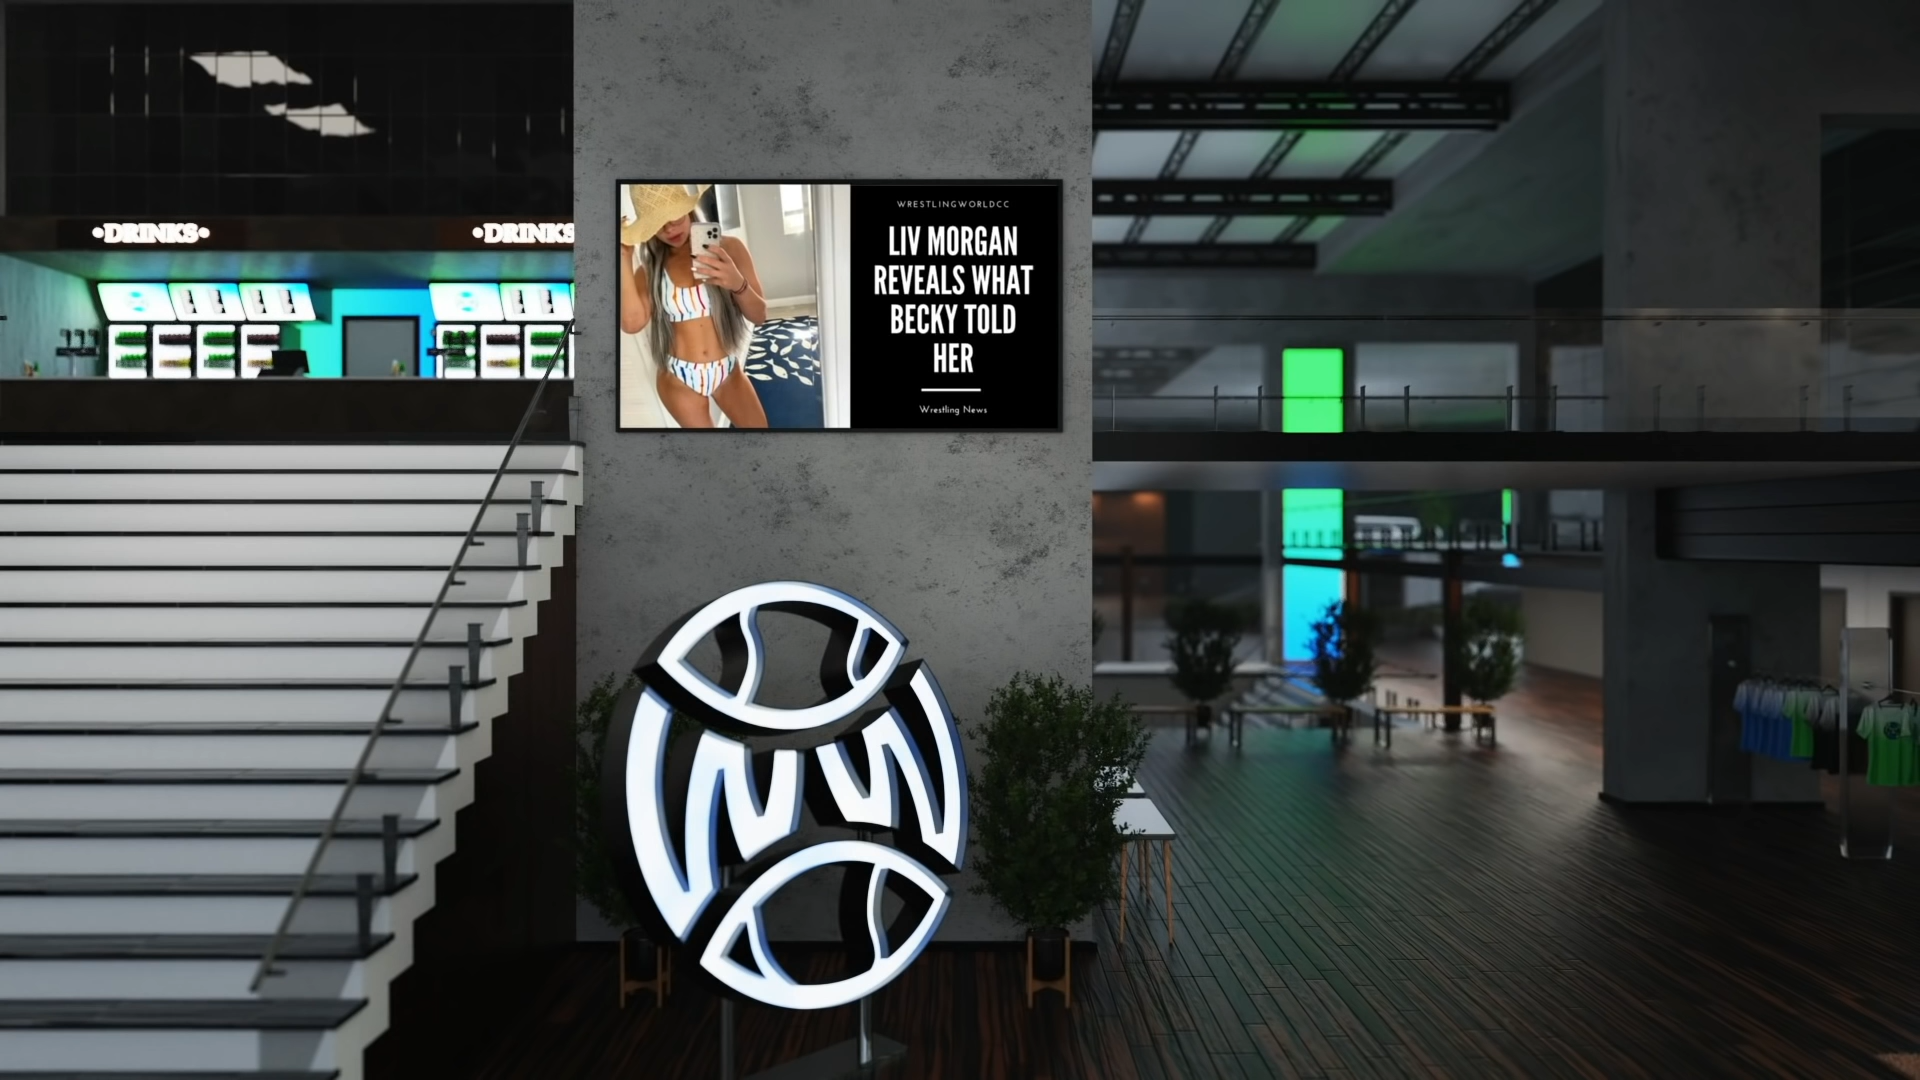 •DRINKS•
•DRINKS
WRESTLINGWORLDCC
LIV MORGAN
REVEALS WHAT
BECKY TOLD
HER
Wrestling News